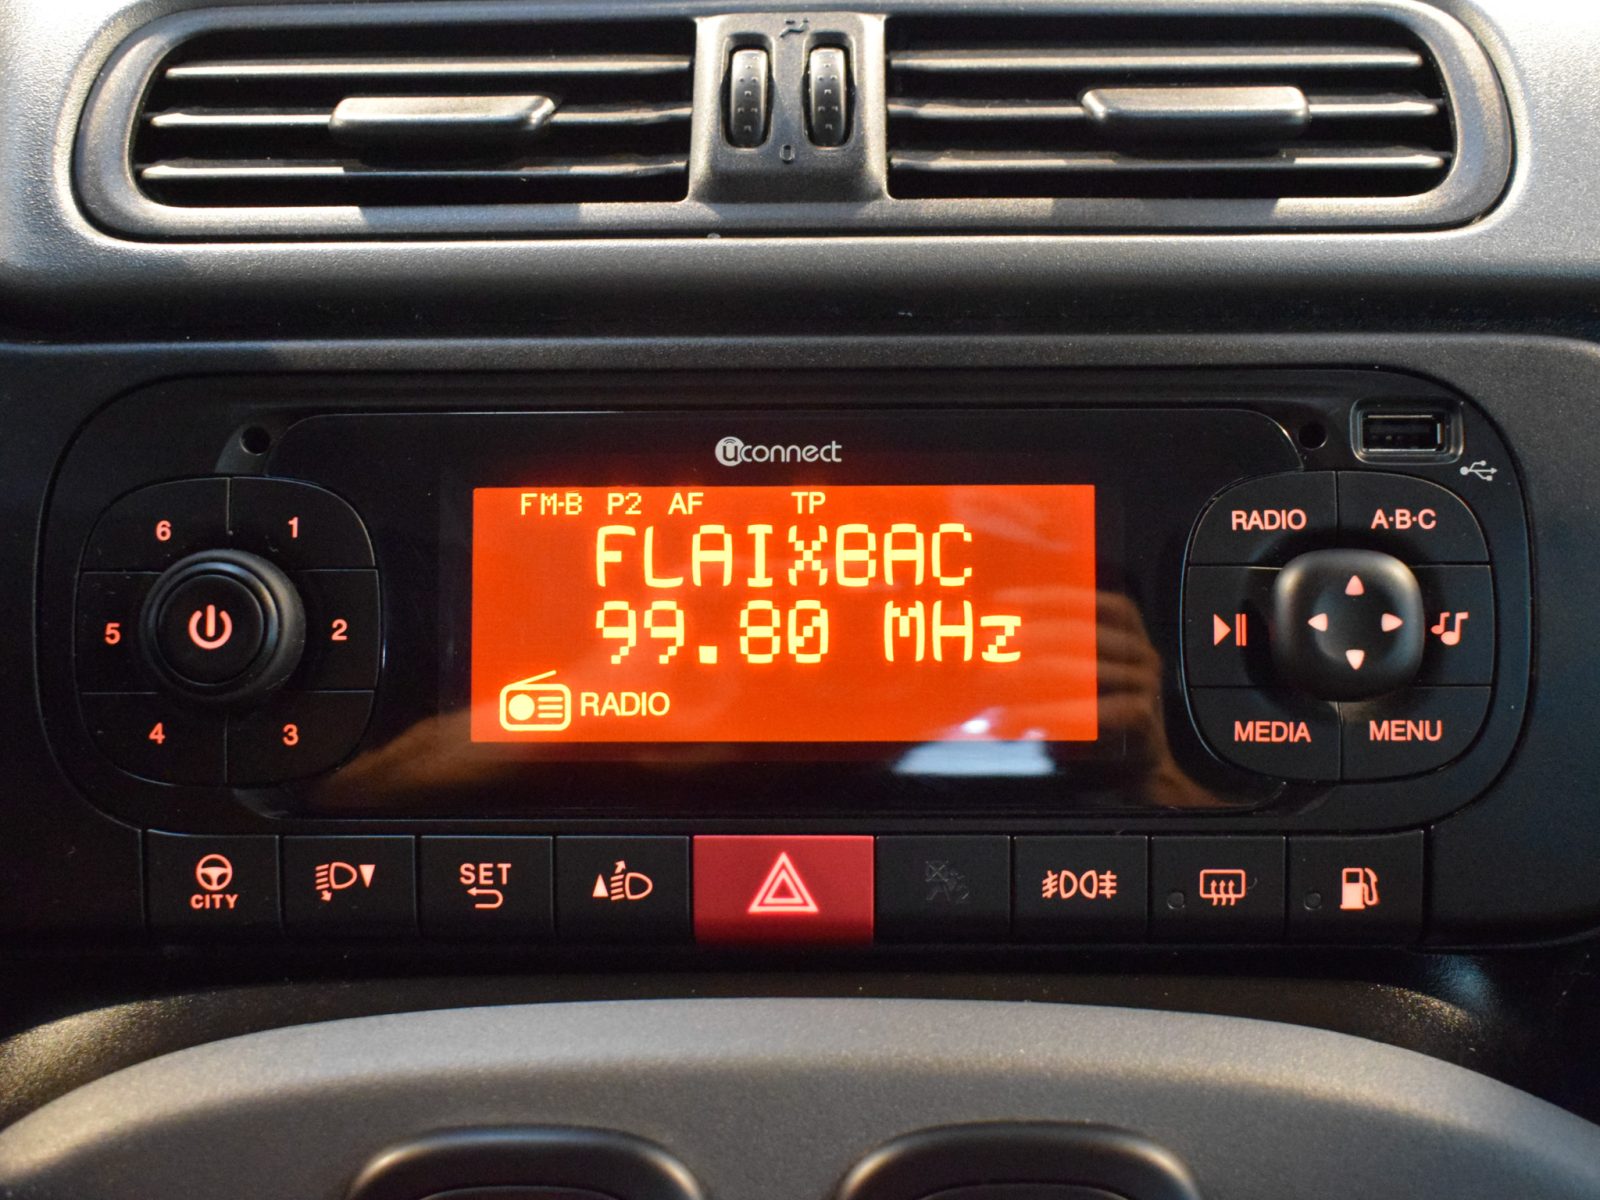 0
uconnect
FM-B P2 AF TP
FLAIXBAC
99.80 MHz
RADIO
6 1
5 2
4 3
RADIO A·B·C
MEDIA MENU
CITY
SET